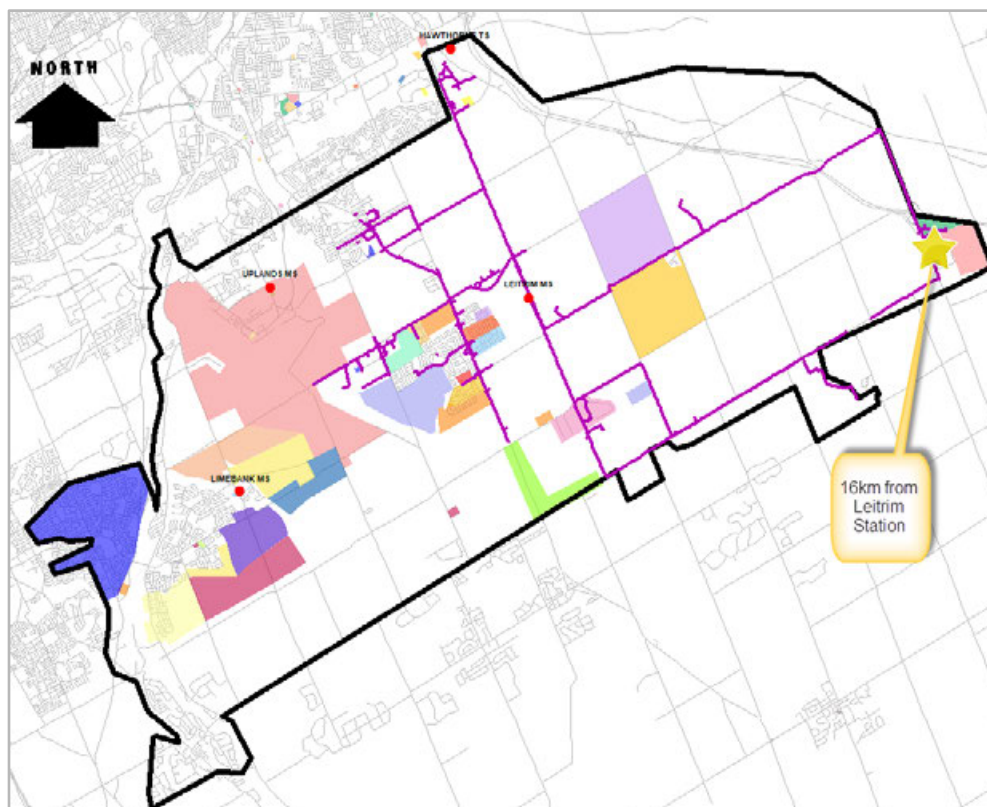 HAWTHORNE TS
NORTH
UPLANDS MS
LEITRIM MS
LIMEBANK MS
16km from
Leitrim
Station